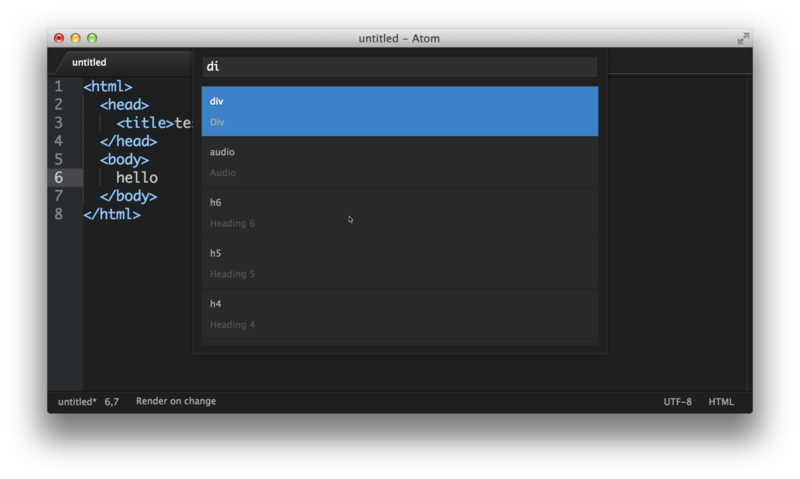 untitled – Atom
untitled
di
1 <html>
2 <head>
3 <title>
4 </head>
5 <body>
6 hello
7 </body>
8 </html>
div
Div
audio
Audio
h6
Heading 6
h5
Heading 5
h4
Heading 4
untitled* 6,7 Render on change UTF-8 HTML